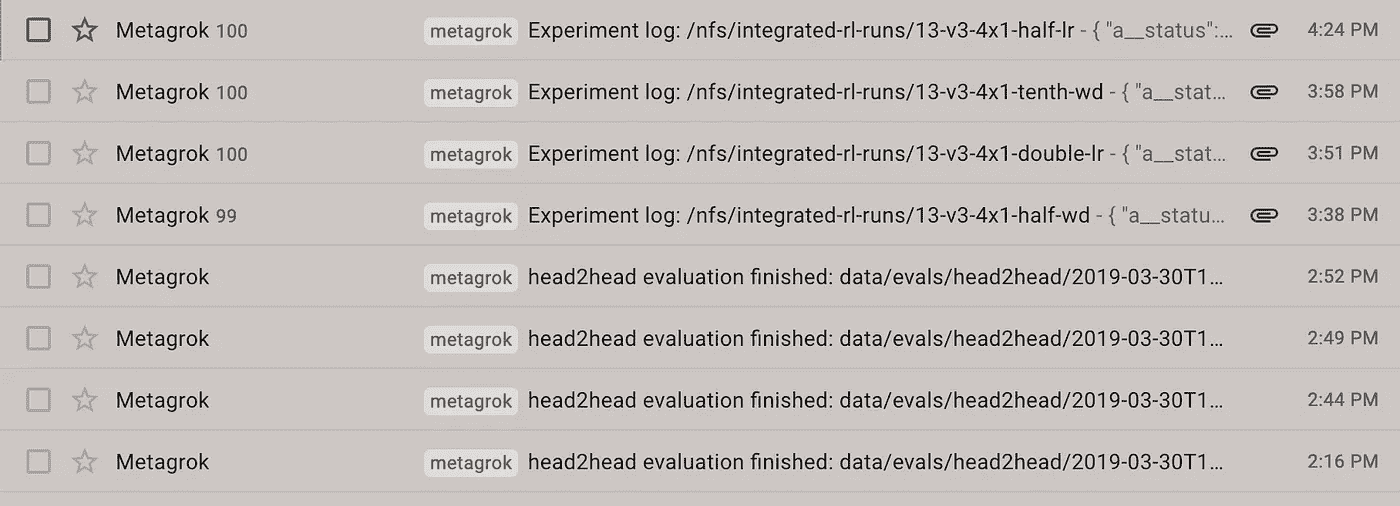 Metagrok 100 metagrok Experiment log: /nfs/integrated-rl-runs/13-v3-4x1-half-lr - { "a__status":... 4:24 PM
Metagrok 100 metagrok Experiment log: /nfs/integrated-rl-runs/13-v3-4x1-tenth-wd - { "a__stat... 3:58 PM
Metagrok 100 metagrok Experiment log: /nfs/integrated-rl-runs/13-v3-4x1-double-lr - { "a__stat... 3:51 PM
Metagrok 99 metagrok Experiment log: /nfs/integrated-rl-runs/13-v3-4x1-half-wd - { "a__statu... 3:38 PM
Metagrok metagrok head2head evaluation finished: data/evals/head2head/2019-03-30T1... 2:52 PM
Metagrok metagrok head2head evaluation finished: data/evals/head2head/2019-03-30T1... 2:49 PM
Metagrok metagrok head2head evaluation finished: data/evals/head2head/2019-03-30T1... 2:44 PM
Metagrok metagrok head2head evaluation finished: data/evals/head2head/2019-03-30T1... 2:16 PM